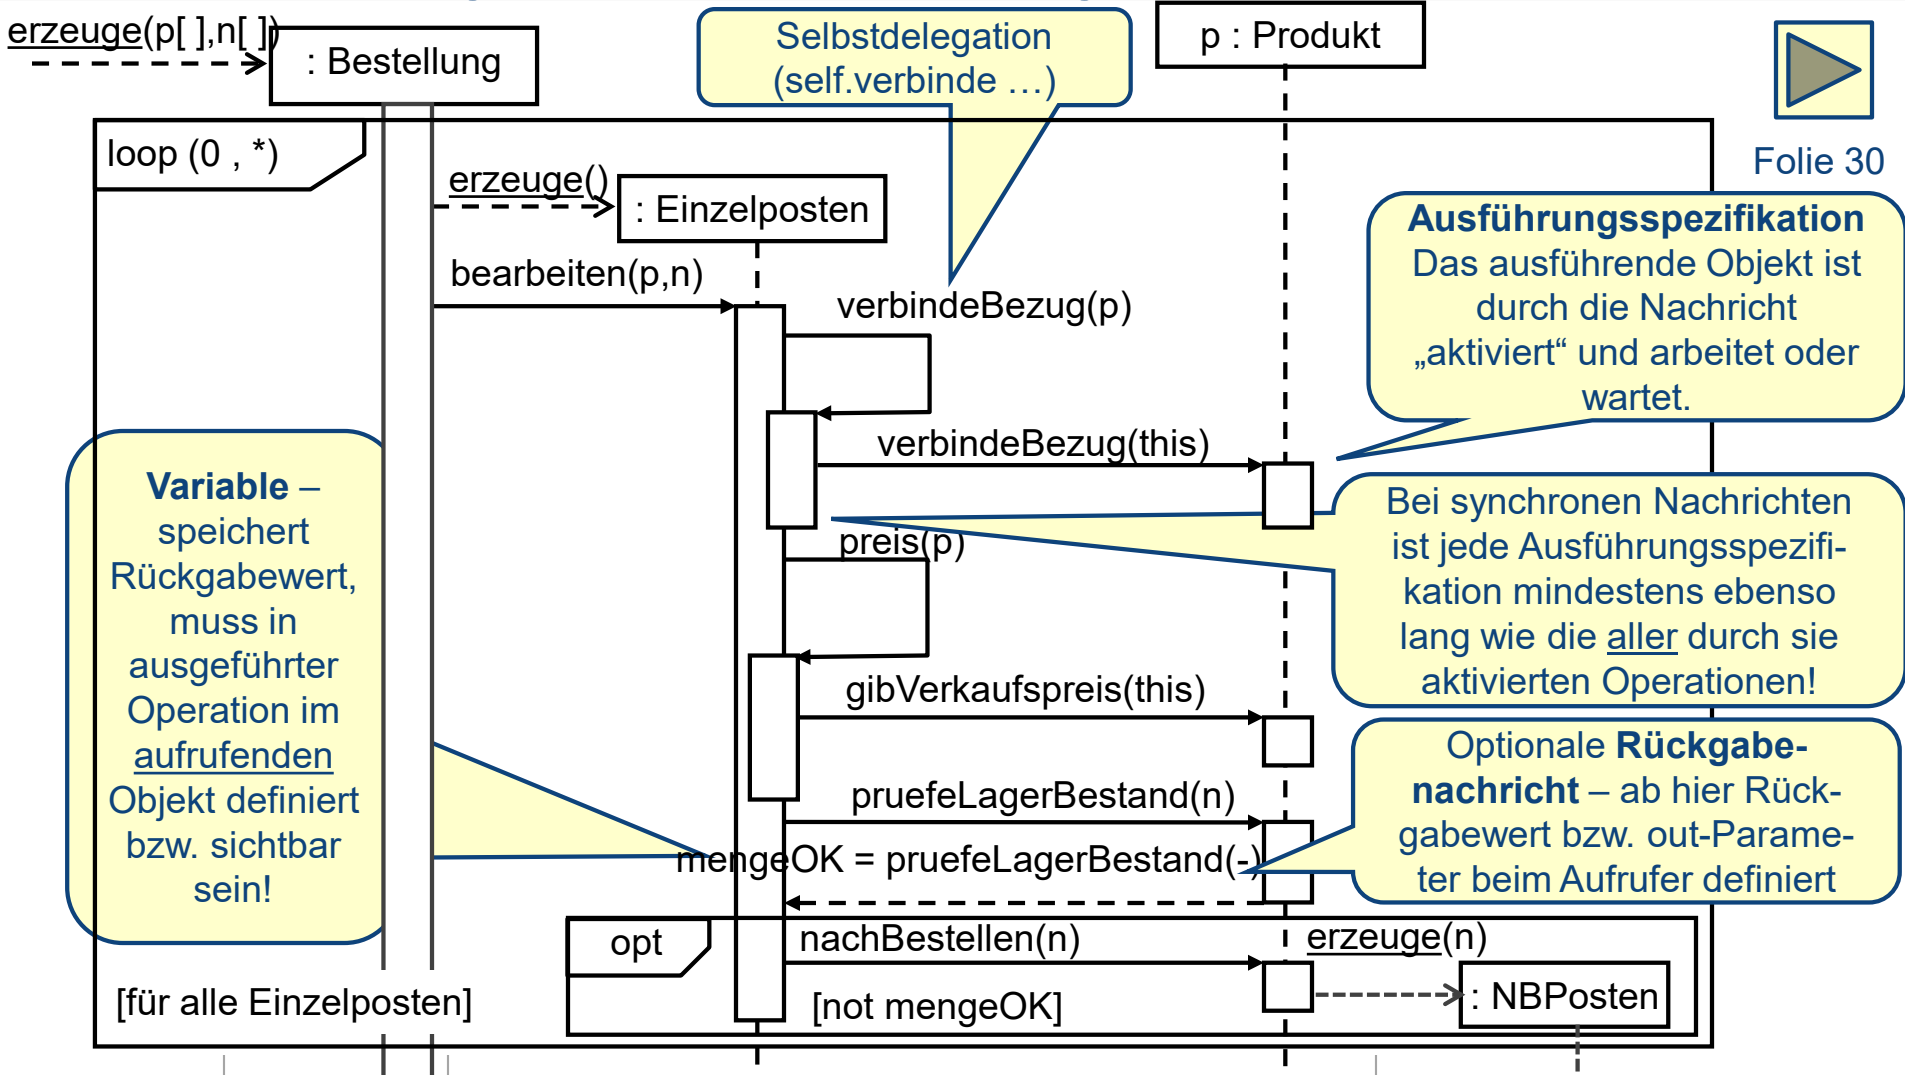 erzeuge(p[ ],n[ ])
: Bestellung
Selbstdelegation
(self.verbinde …)
p : Produkt
Folie 30
loop (0 , *)
erzeuge()
: Einzelposten
bearbeiten(p,n)
verbindeBezug(p)
Ausführungsspezifikation
Das ausführende Objekt ist
durch die Nachricht
„aktiviert“ und arbeitet oder
wartet.
verbindeBezug(this)
Variable –
speichert
Rückgabewert,
muss in
ausgeführter
Operation im
aufrufenden
Objekt definiert
bzw. sichtbar
sein!
Bei synchronen Nachrichten
ist jede Ausführungsspezifi-
kation mindestens ebenso
lang wie die aller durch sie
aktivierten Operationen!
preis(p)
gibVerkaufspreis(this)
Optionale Rückgabe-
nachricht – ab hier Rück-
gabewert bzw. out-Parame-
ter beim Aufrufer definiert
pruefeLagerBestand(n)
mengeOK = pruefeLagerBestand(-)
opt
nachBestellen(n)
erzeuge(n)
: NBPosten
[not mengeOK]
[für alle Einzelposten]